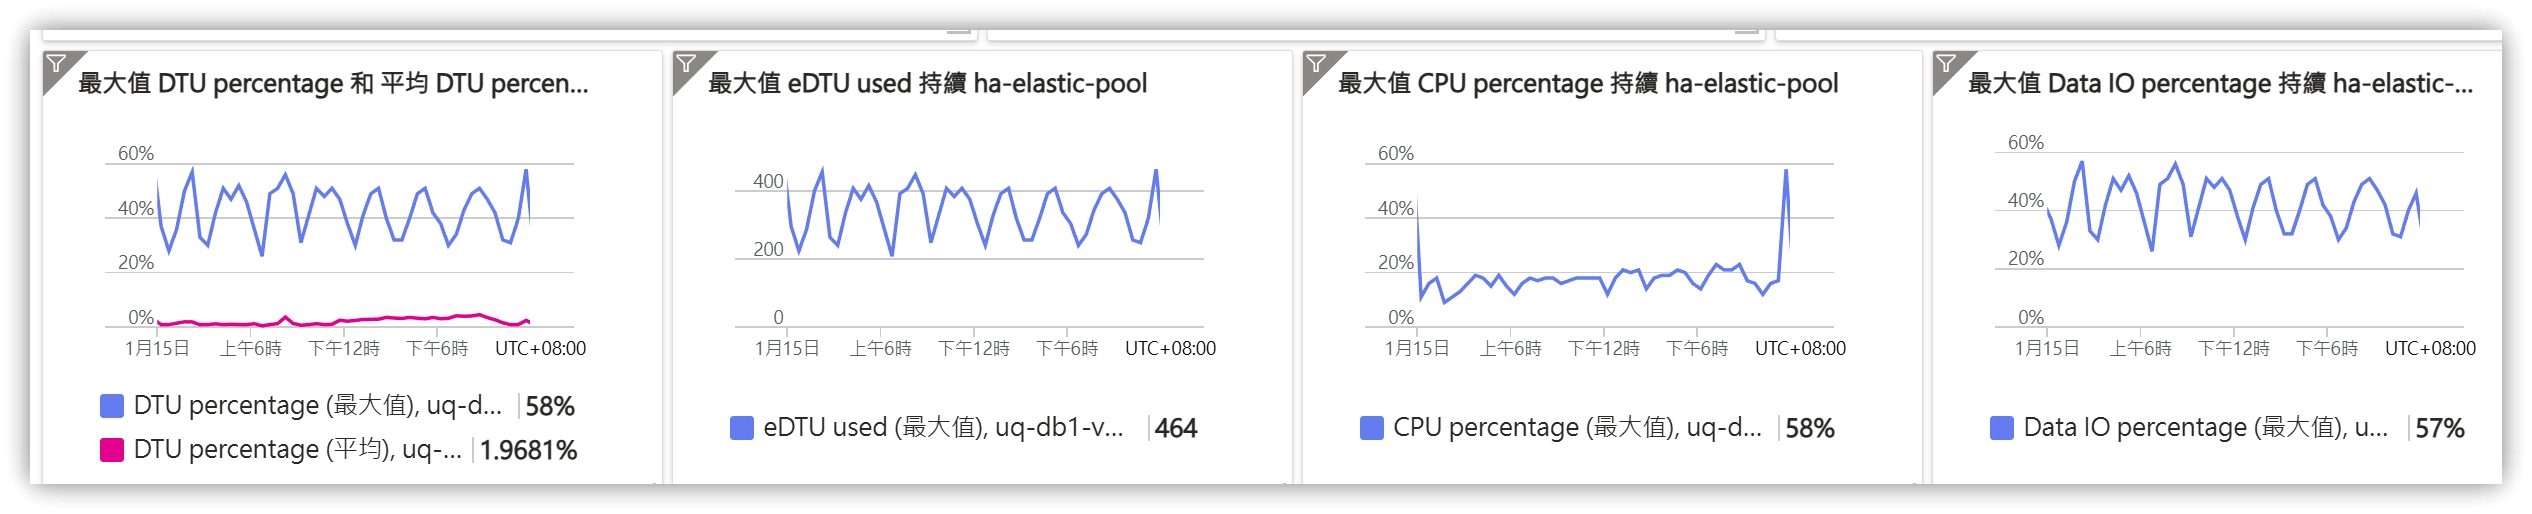 最大值 DTU percentage 和 平均 DTU percen...
60%
40%
20%
0%
1月15日 上午6時 下午12時 下午6時 UTC+08:00
DTU percentage (最大值), uq-d... 58%
DTU percentage (平均), uq-... 1.9681%
最大值 eDTU used 持續 ha-elastic-pool
400
200
0
1月15日 上午6時 下午12時 下午6時 UTC+08:00
eDTU used (最大值), uq-db1-v... 464
最大值 CPU percentage 持續 ha-elastic-pool
60%
40%
20%
0%
1月15日 上午6時 下午12時 下午6時 UTC+08:00
CPU percentage (最大值), uq-d... 58%
最大值 Data IO percentage 持續 ha-elastic-...
60%
40%
20%
0%
1月15日 上午6時 下午12時 下午6時 UTC+08:00
Data IO percentage (最大值), u... 57%